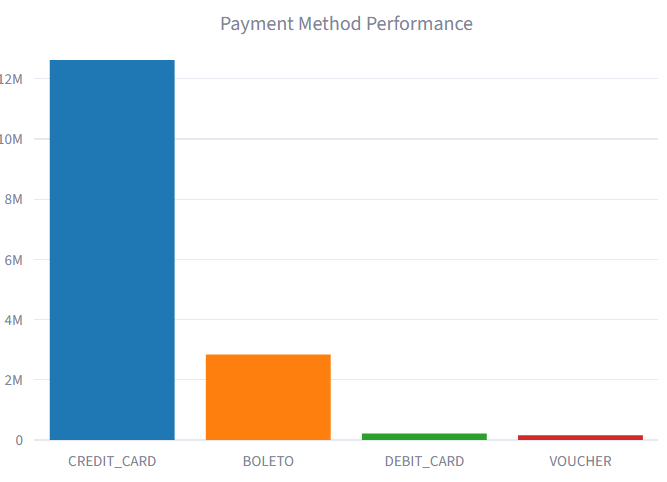 Payment Method Performance
12M
10M
8M
6M
4M
2M
0
CREDIT_CARD BOLETO DEBIT_CARD VOUCHER